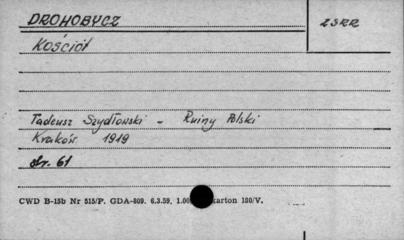 DROHOBYCZ
ZSRR
Kościół
Tadeusz Szydłowski - Ruiny Polski
Kraków 1919
str. 61
CWD B-15b Nr 515/P. GDA-809. 6.3.59. 1.00 karton 180/V.